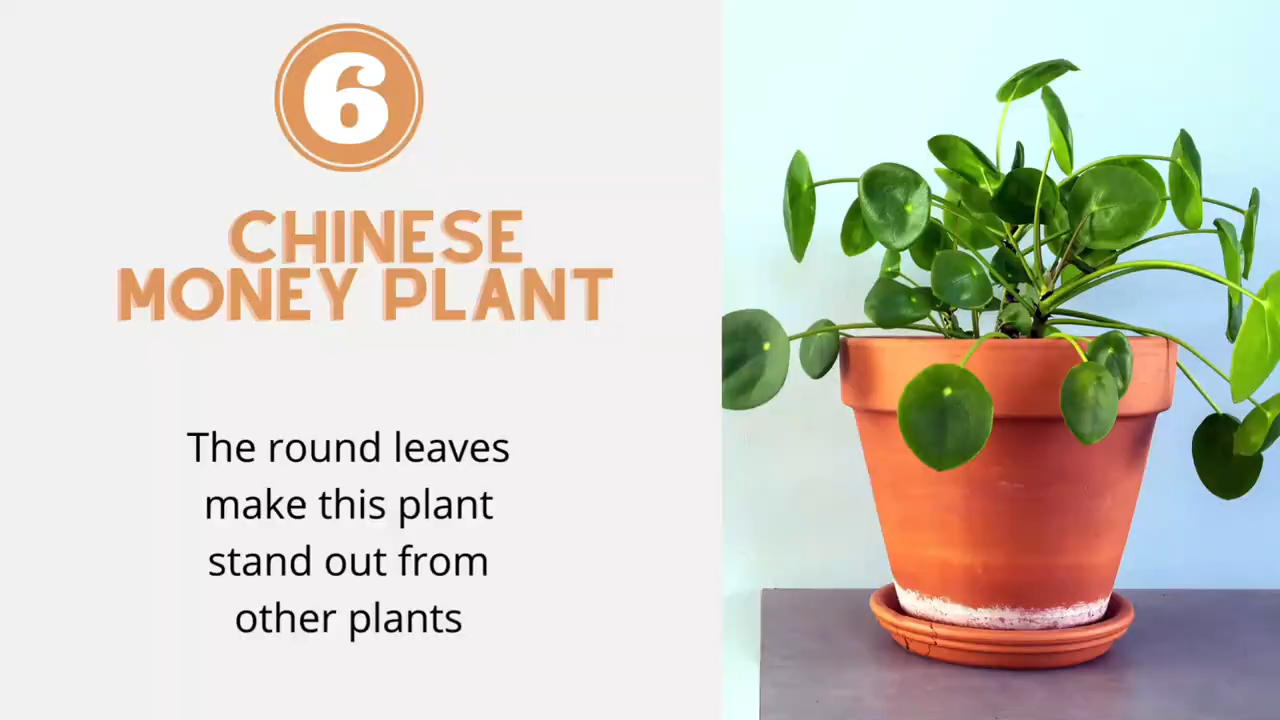 6
CHINESE
MONEY PLANT
The round leaves
make this plant
stand out from
other plants